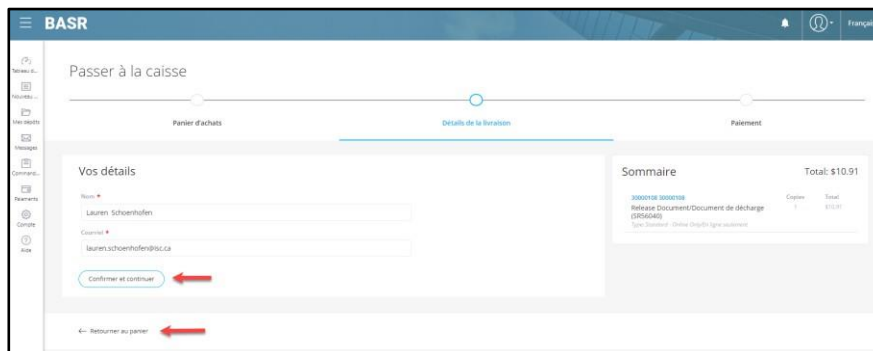 BASR
Françai
Tableau d...
Nouveau ...
Mes dépôts
Messages
Command...
Paiements
Compte
Aide
Passer à la caisse
Panier d'achats
Détails de la livraison
Paiement
Vos détails
Nom *
Lauren Schoenhofen
Courriel *
lauren.schoenhofen@isc.ca
Confirmer et continuer
← Retourner au panier
Sommaire
Total: $10.91
30000108 30000108
Copies
Total
Release Document/Document de décharge
1
$10.91
(SR56040)
Type: Standard - Online Only/En ligne seulement